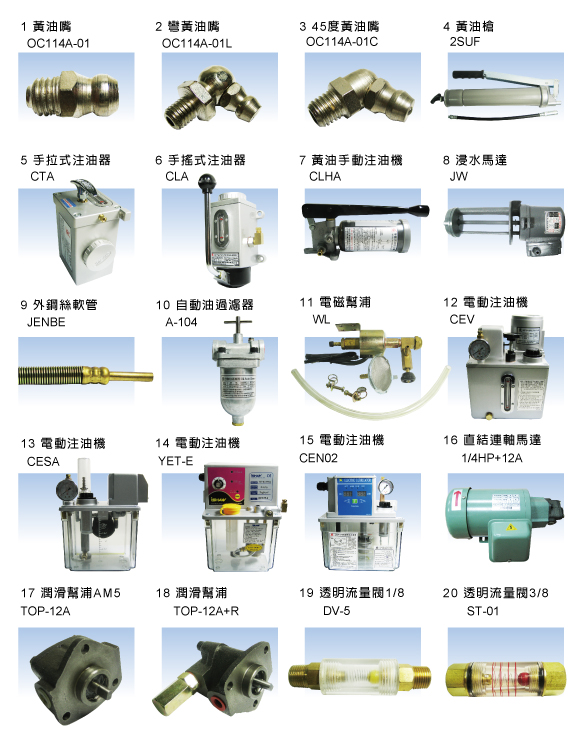 1 黃油嘴
OC114A-01
2 彎黃油嘴
OC114A-01L
3 45度黃油嘴
OC114A-01C
4 黃油槍
2SUF
5 手拉式注油器
CTA
6 手搖式注油器
CLA
7 黃油手動注油機
CLHA
8 浸水馬達
JW
9 外鋼絲軟管
JENBE
10 自動油過濾器
A-104
11 電磁幫浦
WL
12 電動注油機
CEV
13 電動注油機
CESA
14 電動注油機
YET-E
15 電動注油機
CEN02
16 直結連軸馬達
1/4HP+12A
17 潤滑幫浦AM5
TOP-12A
18 潤滑幫浦
TOP-12A+R
19 透明流量閥1/8
DV-5
20 透明流量閥3/8
ST-01